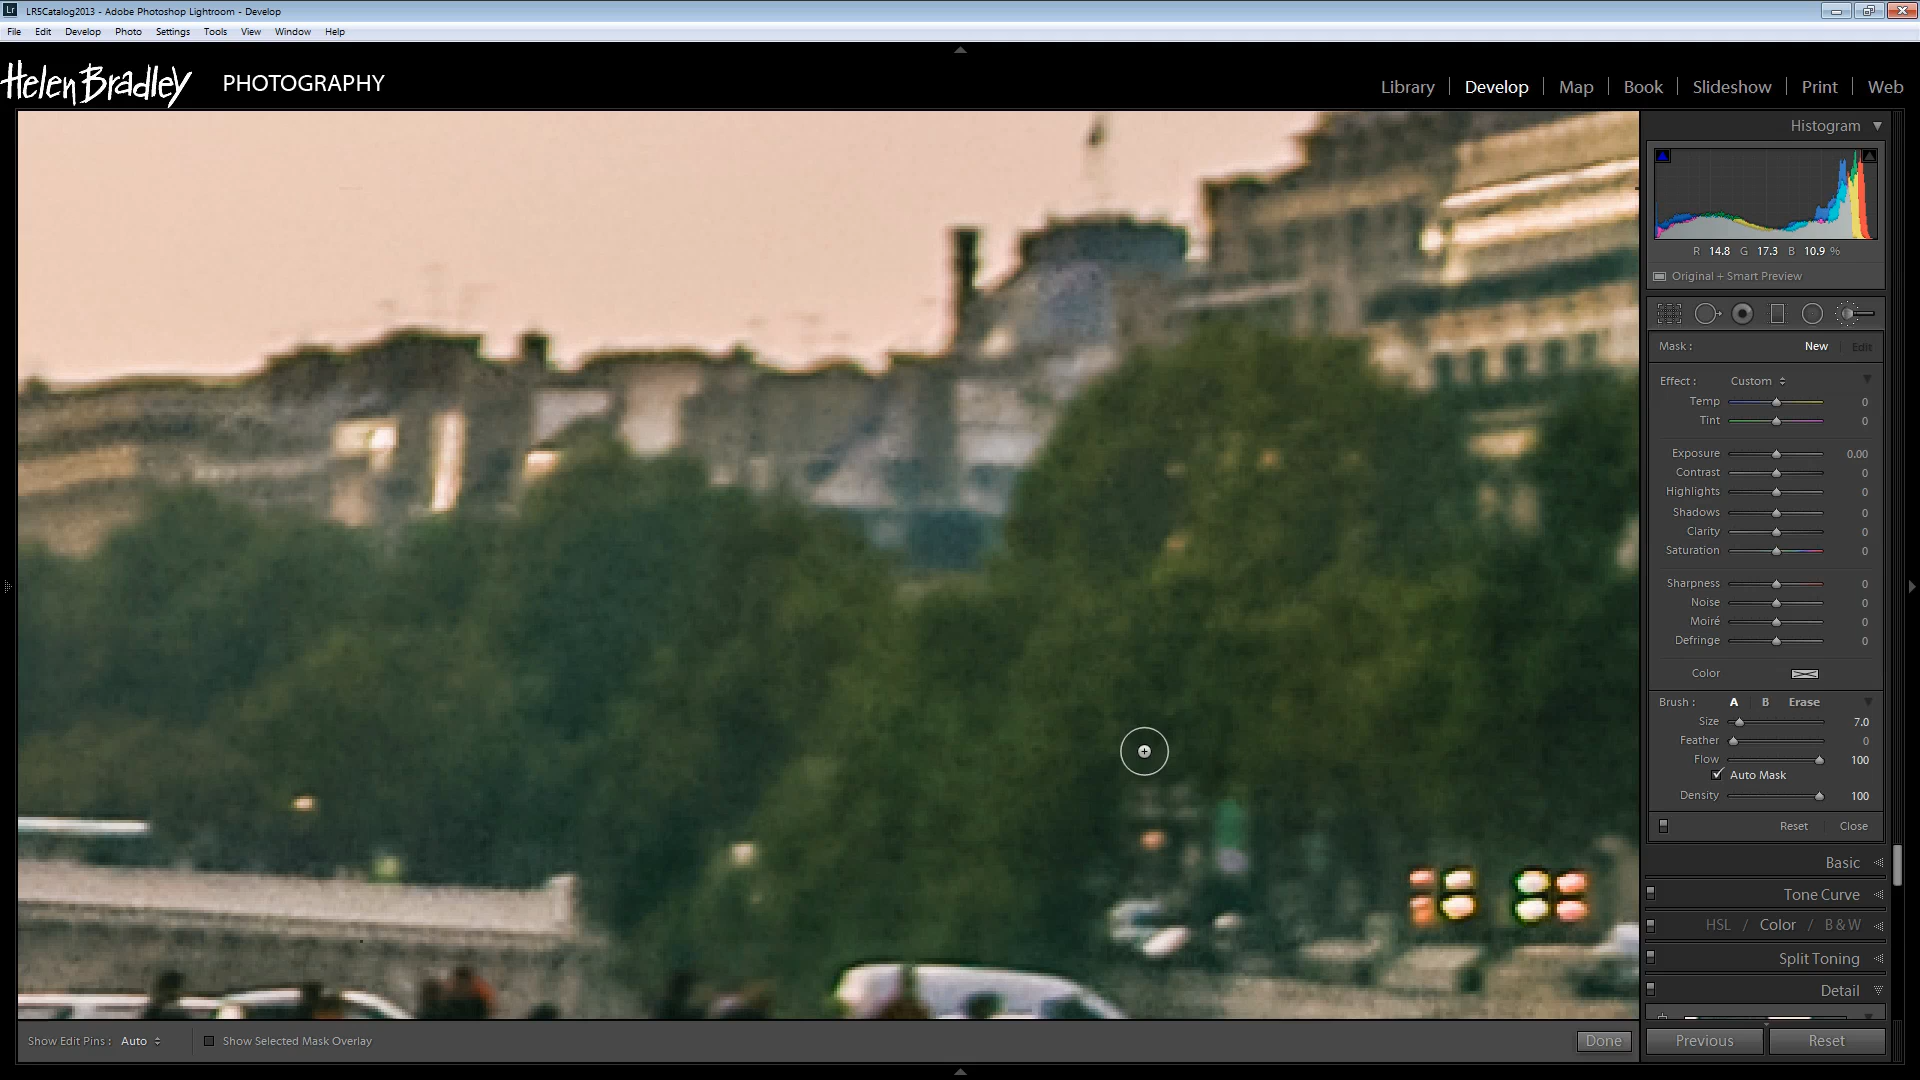 LR5Catalog2013 - Adobe Photoshop Lightroom - Develop
File Edit Develop Photo Settings Tools View Window Help
Helen Bradley PHOTOGRAPHY
Library Develop Map Book Slideshow Print Web
Histogram
R 14.8 G 17.3 B 10.9 %
Original + Smart Preview
Mask : New Edit
Effect : Custom
Temp 0
Tint 0
Exposure 0.00
Contrast 0
Highlights 0
Shadows 0
Clarity 0
Saturation 0
Sharpness 0
Noise 0
Moiré 0
Defringe 0
Color
Brush : A B Erase
Size 7.0
Feather 0
Flow 100
Auto Mask
Density 100
Reset Close
Basic
Tone Curve
HSL / Color / B & W
Split Toning
Detail
Show Edit Pins : Auto Show Selected Mask Overlay Done Previous Reset